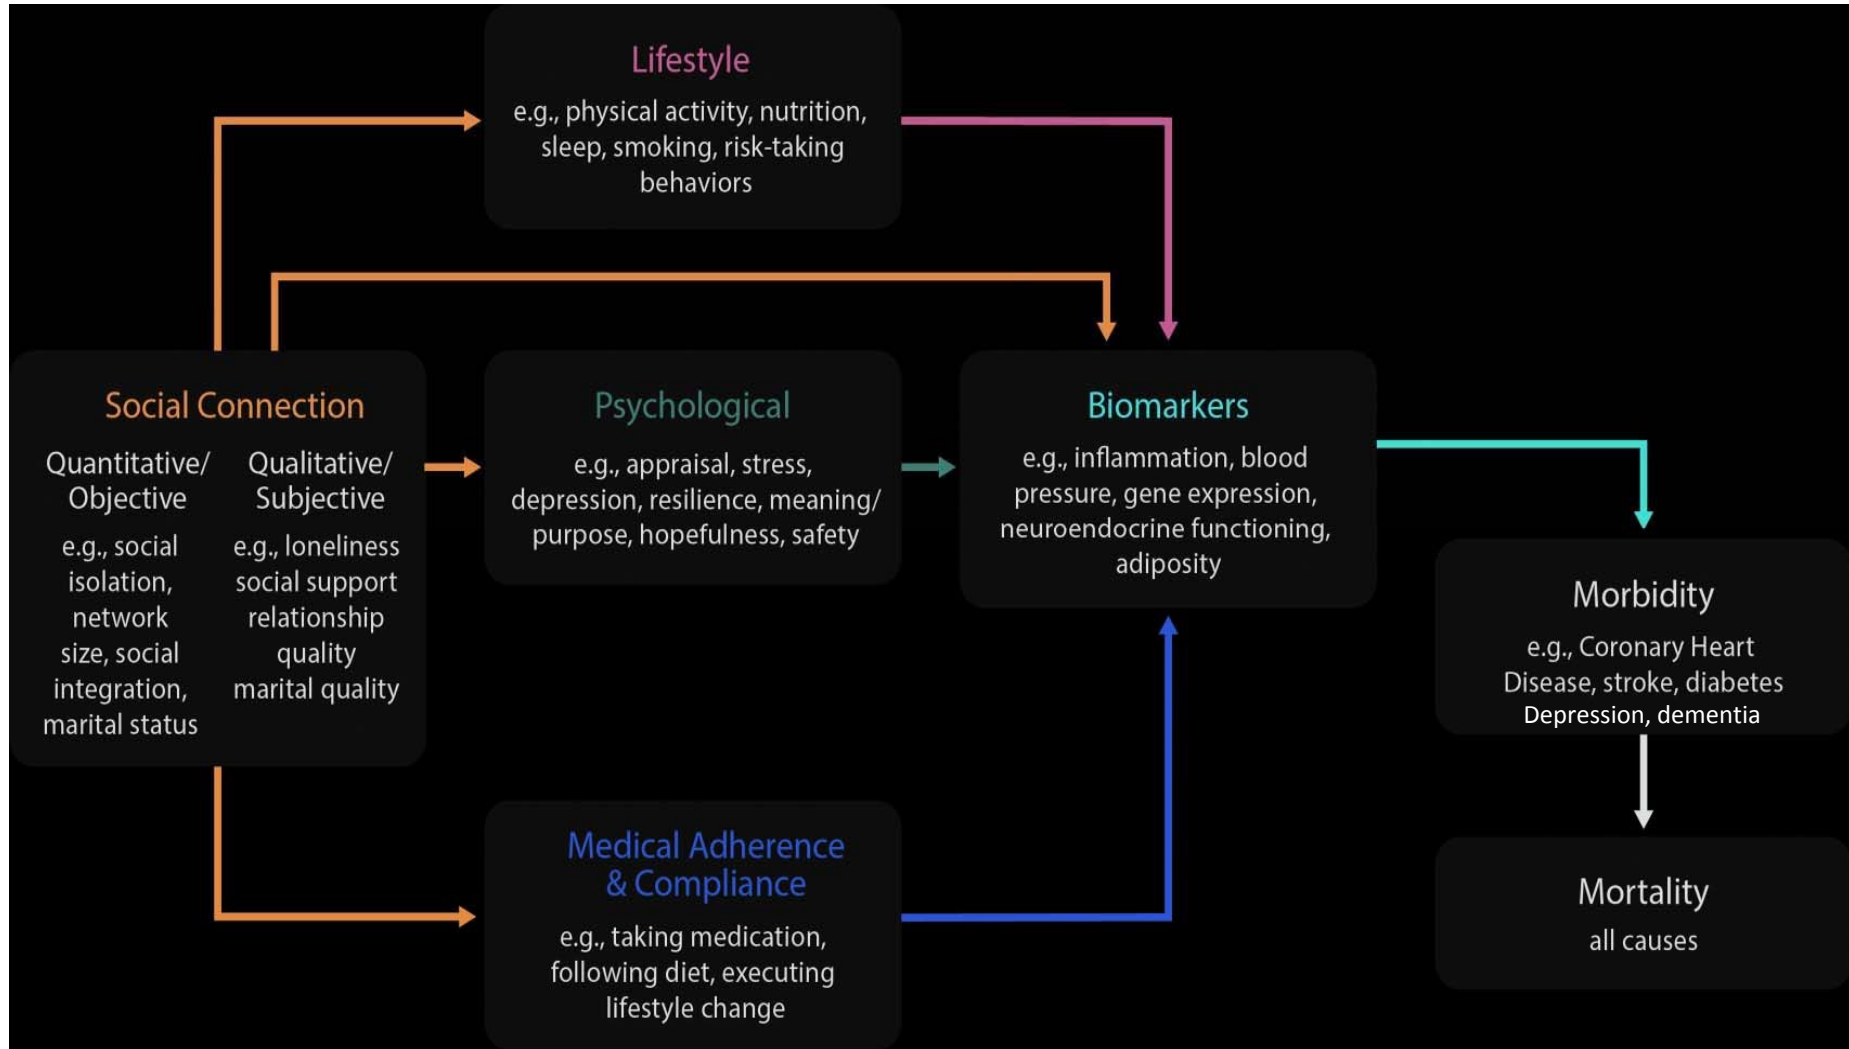 Lifestyle
e.g., physical activity, nutrition,
sleep, smoking, risk-taking
behaviors
Social Connection
Quantitative/
Objective
e.g., social
isolation,
network
size, social
integration,
marital status
Qualitative/
Subjective
e.g., loneliness
social support
relationship
quality
marital quality
Psychological
e.g., appraisal, stress,
depression, resilience, meaning/
purpose, hopefulness, safety
Biomarkers
e.g., inflammation, blood
pressure, gene expression,
neuroendocrine functioning,
adiposity
Medical Adherence
& Compliance
e.g., taking medication,
following diet, executing
lifestyle change
Morbidity
e.g., Coronary Heart
Disease, stroke, diabetes
Depression, dementia
Mortality
all causes